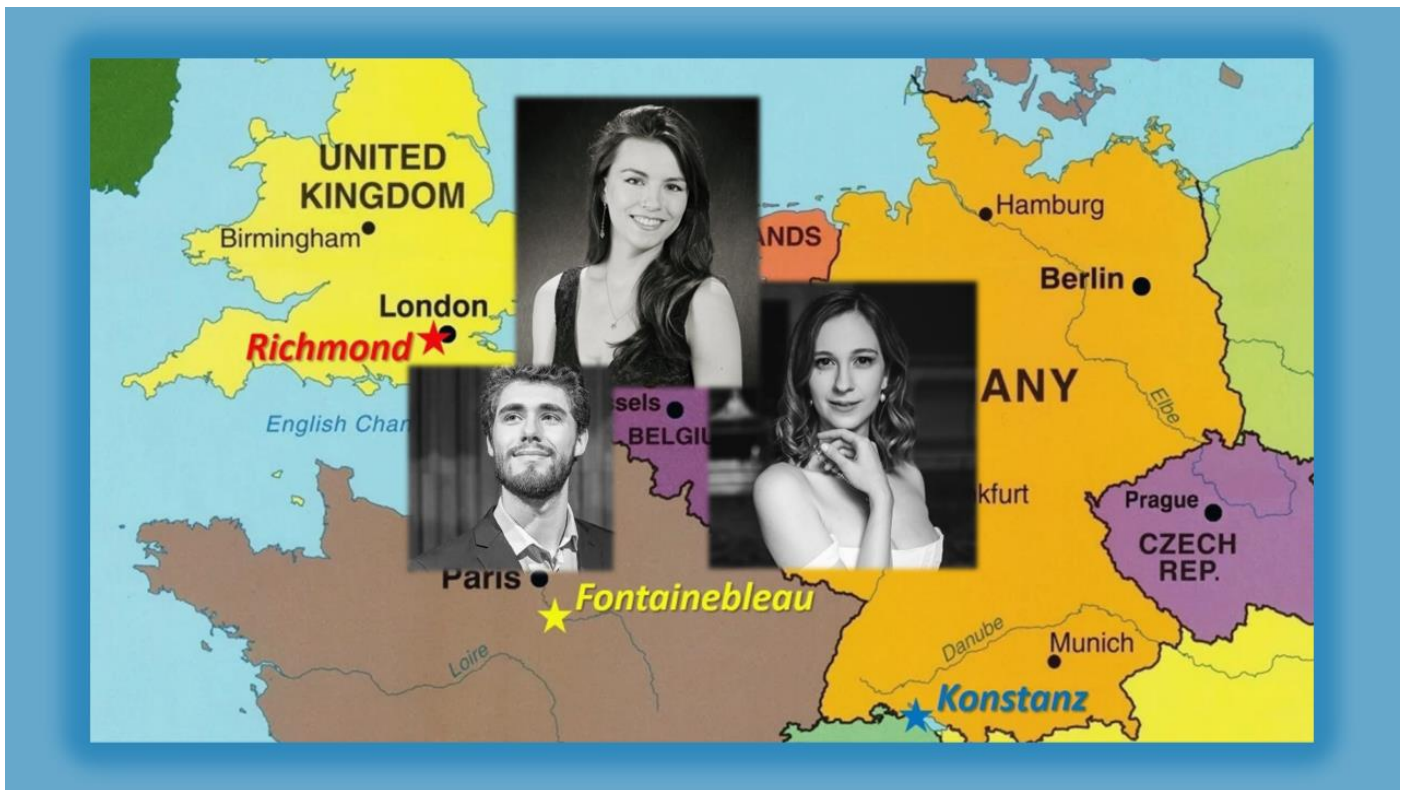 UNITED
KINGDOM
Birmingham
London
Richmond
English Chan
ANDS
Hamburg
Berlin
ANY
Elbe
sels
BELGIU
kfurt
Prague
CZECH
REP.
Paris
Fontainebleau
Loire
Danube
Munich
Konstanz